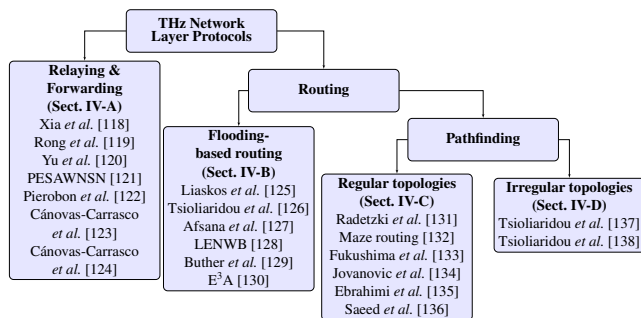 THz Network
Layer Protocols
Relaying &
Forwarding
(Sect. IV-A)
Xia et al. [118]
Rong et al. [119]
Yu et al. [120]
PESAWNSN [121]
Pierobon et al. [122]
Cánovas-Carrasco
et al. [123]
Cánovas-Carrasco
et al. [124]
Routing
Flooding-
based routing
(Sect. IV-B)
Liaskos et al. [125]
Tsioliaridou et al. [126]
Afsana et al. [127]
LENWB [128]
Buther et al. [129]
E³A [130]
Pathfinding
Regular topologies
(Sect. IV-C)
Radetzki et al. [131]
Maze routing [132]
Fukushima et al. [133]
Jovanovic et al. [134]
Ebrahimi et al. [135]
Saeed et al. [136]
Irregular topologies
(Sect. IV-D)
Tsioliaridou et al. [137]
Tsioliaridou et al. [138]